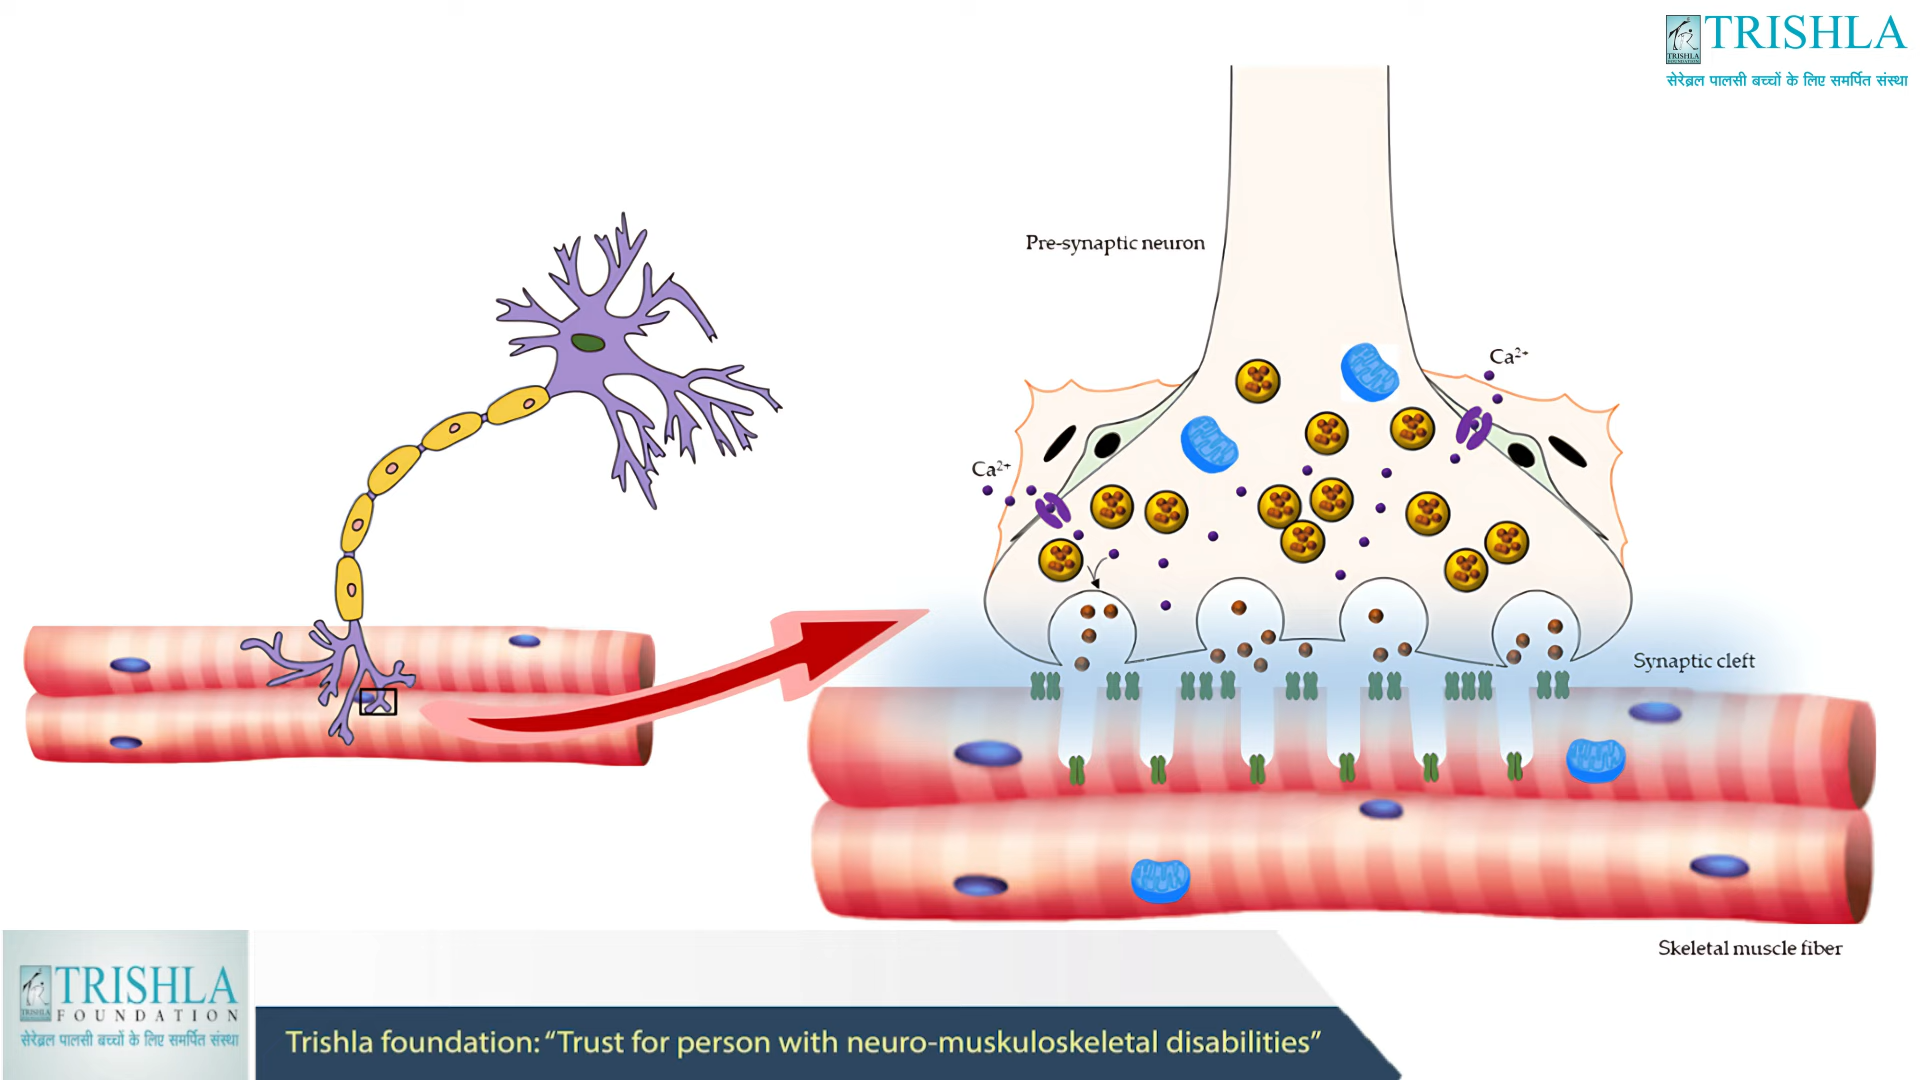 TRISHLA
सेरेब्रल पालसी बच्चों के लिए समर्पित संस्था
Pre-synaptic neuron
Ca²⁺
Ca²⁺
Synaptic cleft
Skeletal muscle fiber
TRISHLA
FOUNDATION
सेरेब्रल पालसी बच्चों के लिए समर्पित संस्था
Trishla foundation: “Trust for person with neuro-muskuloskeletal disabilities”